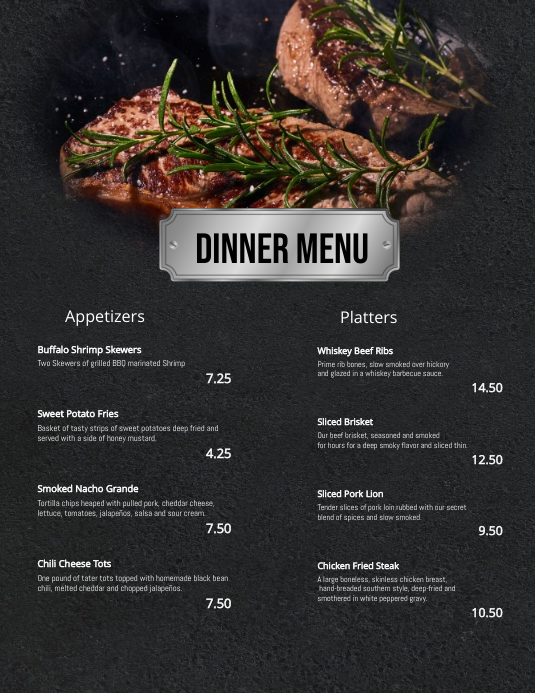 DINNER MENU
Appetizers
Buffalo Shrimp Skewers
Two Skewers of grilled BBQ marinated Shrimp
7.25
Sweet Potato Fries
Basket of tasty strips of sweet potatoes deep fried and
served with a side of honey mustard.
4.25
Smoked Nacho Grande
Tortilla chips heaped with pulled pork, cheddar cheese,
lettuce, tomatoes, jalapeños, salsa and sour cream.
7.50
Chili Cheese Tots
One pound of tater tots topped with homemade black bean
chili, melted cheddar and chopped jalapeños.
7.50
Platters
Whiskey Beef Ribs
Prime rib bones, slow smoked over hickory
and glazed in a whiskey barbecue sauce.
14.50
Sliced Brisket
Our beef brisket, seasoned and smoked
for hours for a deep smoky flavor and sliced thin.
12.50
Sliced Pork Lion
Tender slices of pork loin rubbed with our secret
blend of spices and slow smoked.
9.50
Chicken Fried Steak
A large boneless, skinless chicken breast,
hand-breaded southern style, deep-fried and
smothered in white peppered gravy.
10.50